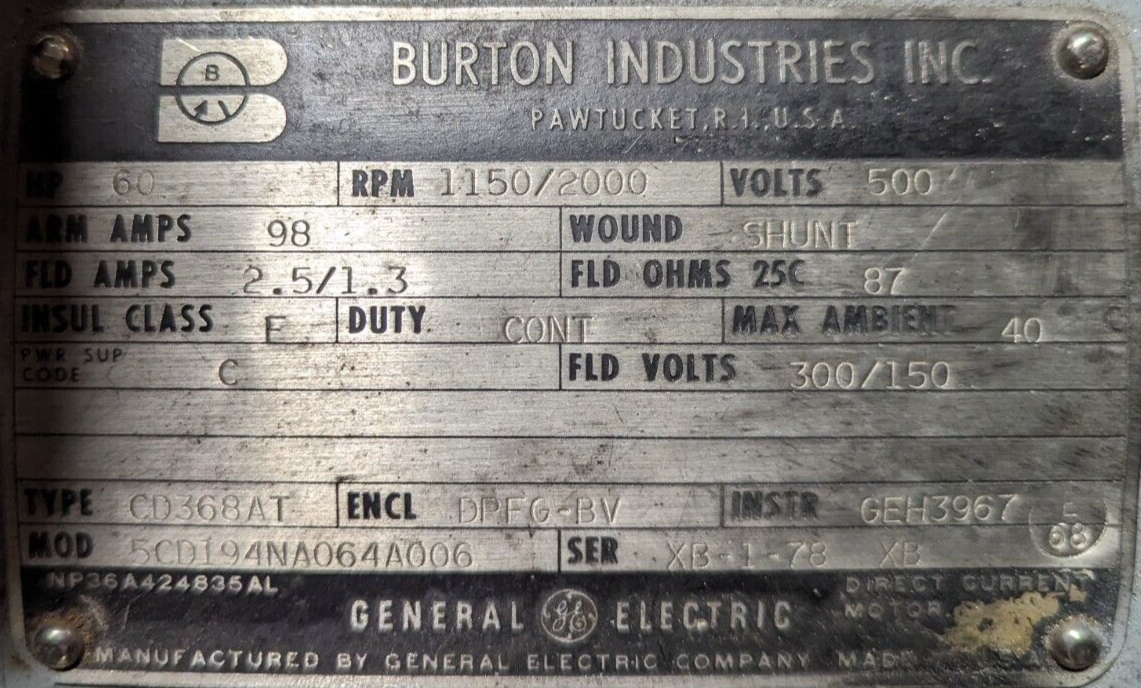 B
BURTON INDUSTRIES INC.
PAWTUCKET, R.I., U.S.A.
HP 60 RPM 1150/2000 VOLTS 500
ARM AMPS 98 WOUND SHUNT
FLD AMPS 2.5/1.3 FLD OHMS 25C 87
INSUL CLASS F DUTY CONT MAX AMBIENT 40 C
PWR SUP CODE C FLD VOLTS 300/150
TYPE CD368AT ENCL DPFG-BV INSTR GEH3967
MOD 5CD194NA064A006 SER XB-1-78 XB
68
NP36A424835AL DIRECT CURRENT
GENERAL GE ELECTRIC MOTOR
MANUFACTURED BY GENERAL ELECTRIC COMPANY MADE